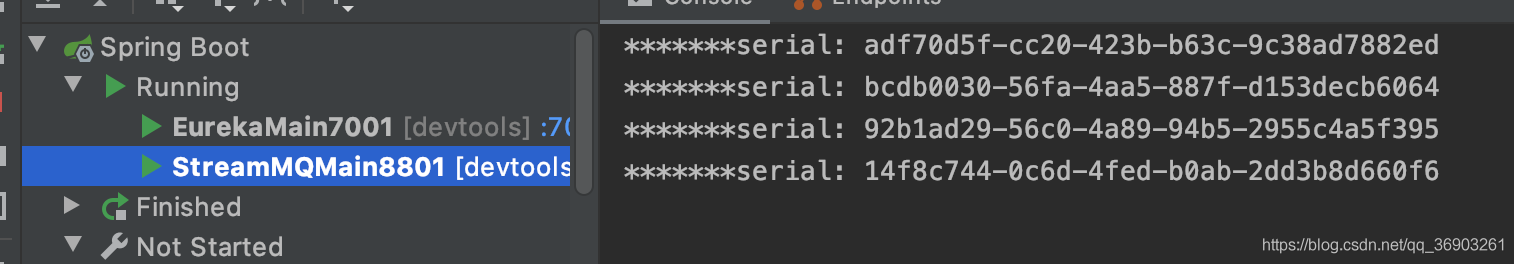 Console
Endpoints
Spring Boot
Running
EurekaMain7001 [devtools] :70
StreamMQMain8801 [devtools
Finished
Not Started
*******serial: adf70d5f-cc20-423b-b63c-9c38ad7882ed
*******serial: bcdb0030-56fa-4aa5-887f-d153decb6064
*******serial: 92b1ad29-56c0-4a89-94b5-2955c4a5f395
*******serial: 14f8c744-0c6d-4fed-b0ab-2dd3b8d660f6
https://blog.csdn.net/qq_36903261